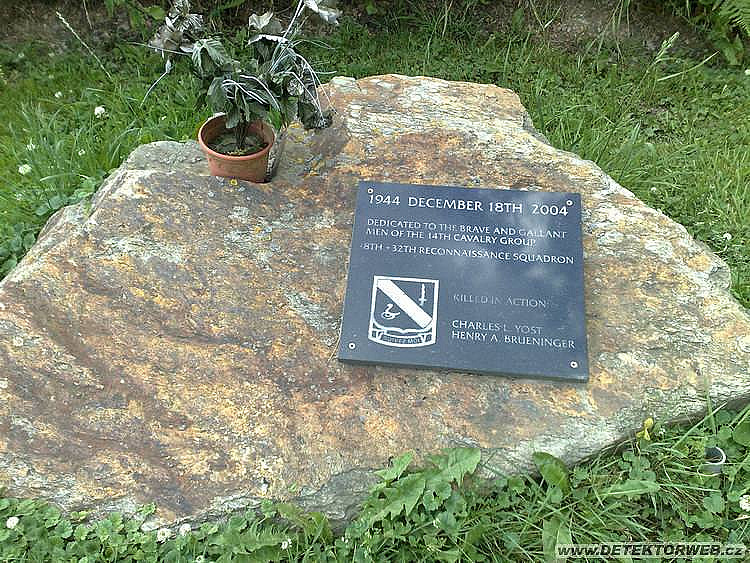 1944 DECEMBER 18TH 2004
DEDICATED TO THE BRAVE AND GALLANT
MEN OF THE 14TH CAVALRY GROUP
18TH - 32TH RECONNAISSANCE SQUADRON
KILLED IN ACTION
CHARLES L. YOST
HENRY A. BRUENINGER
WWW.DETEKTORWEB.CZ